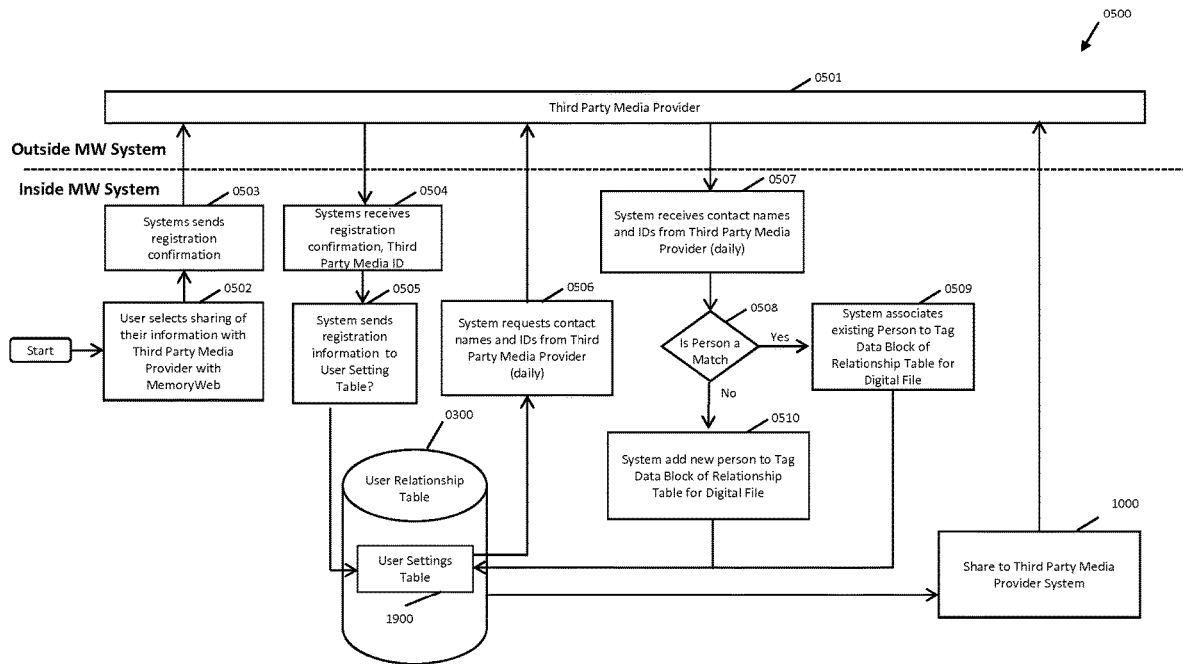 0500
0501
Third Party Media Provider
Outside MW System
Inside MW System
0503
Systems sends
registration
confirmation
0504
Systems receives
registration
confirmation, Third
Party Media ID
0507
System receives contact names
and IDs from Third Party Media
Provider (daily)
Start
0502
User selects sharing of
their information with
Third Party Media
Provider with
MemoryWeb
0505
System sends
registration
information to
User Setting
Table?
0506
System requests contact
names and IDs from Third
Party Media Provider
(daily)
0508
Is Person a
Match
Yes
No
0509
System associates
existing Person to Tag
Data Block of
Relationship Table for
Digital File
0510
System add new person to Tag
Data Block of Relationship
Table for Digital File
0300
User Relationship
Table
User Settings
Table
1900
1000
Share to Third Party Media
Provider System